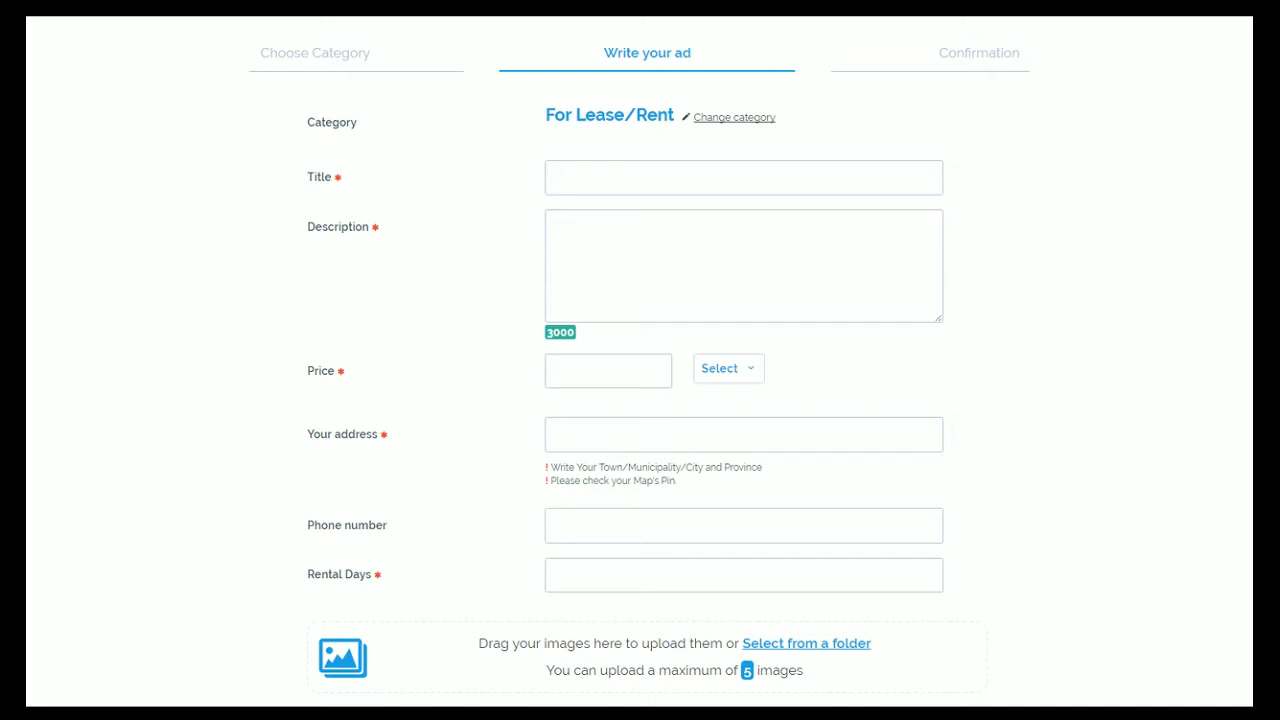 Choose Category
Write your ad
Confirmation
Category
For Lease/Rent Change category
Title *
Description *
3000
Price *
Select
Your address *
! Write Your Town/Municipality/City and Province
! Please check your Map's Pin.
Phone number
Rental Days *
Drag your images here to upload them or Select from a folder
You can upload a maximum of 5 images